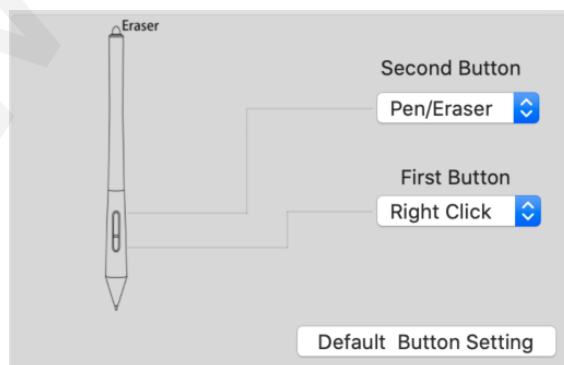 Eraser
Second Button
Pen/Eraser
First Button
Right Click
Default Button Setting